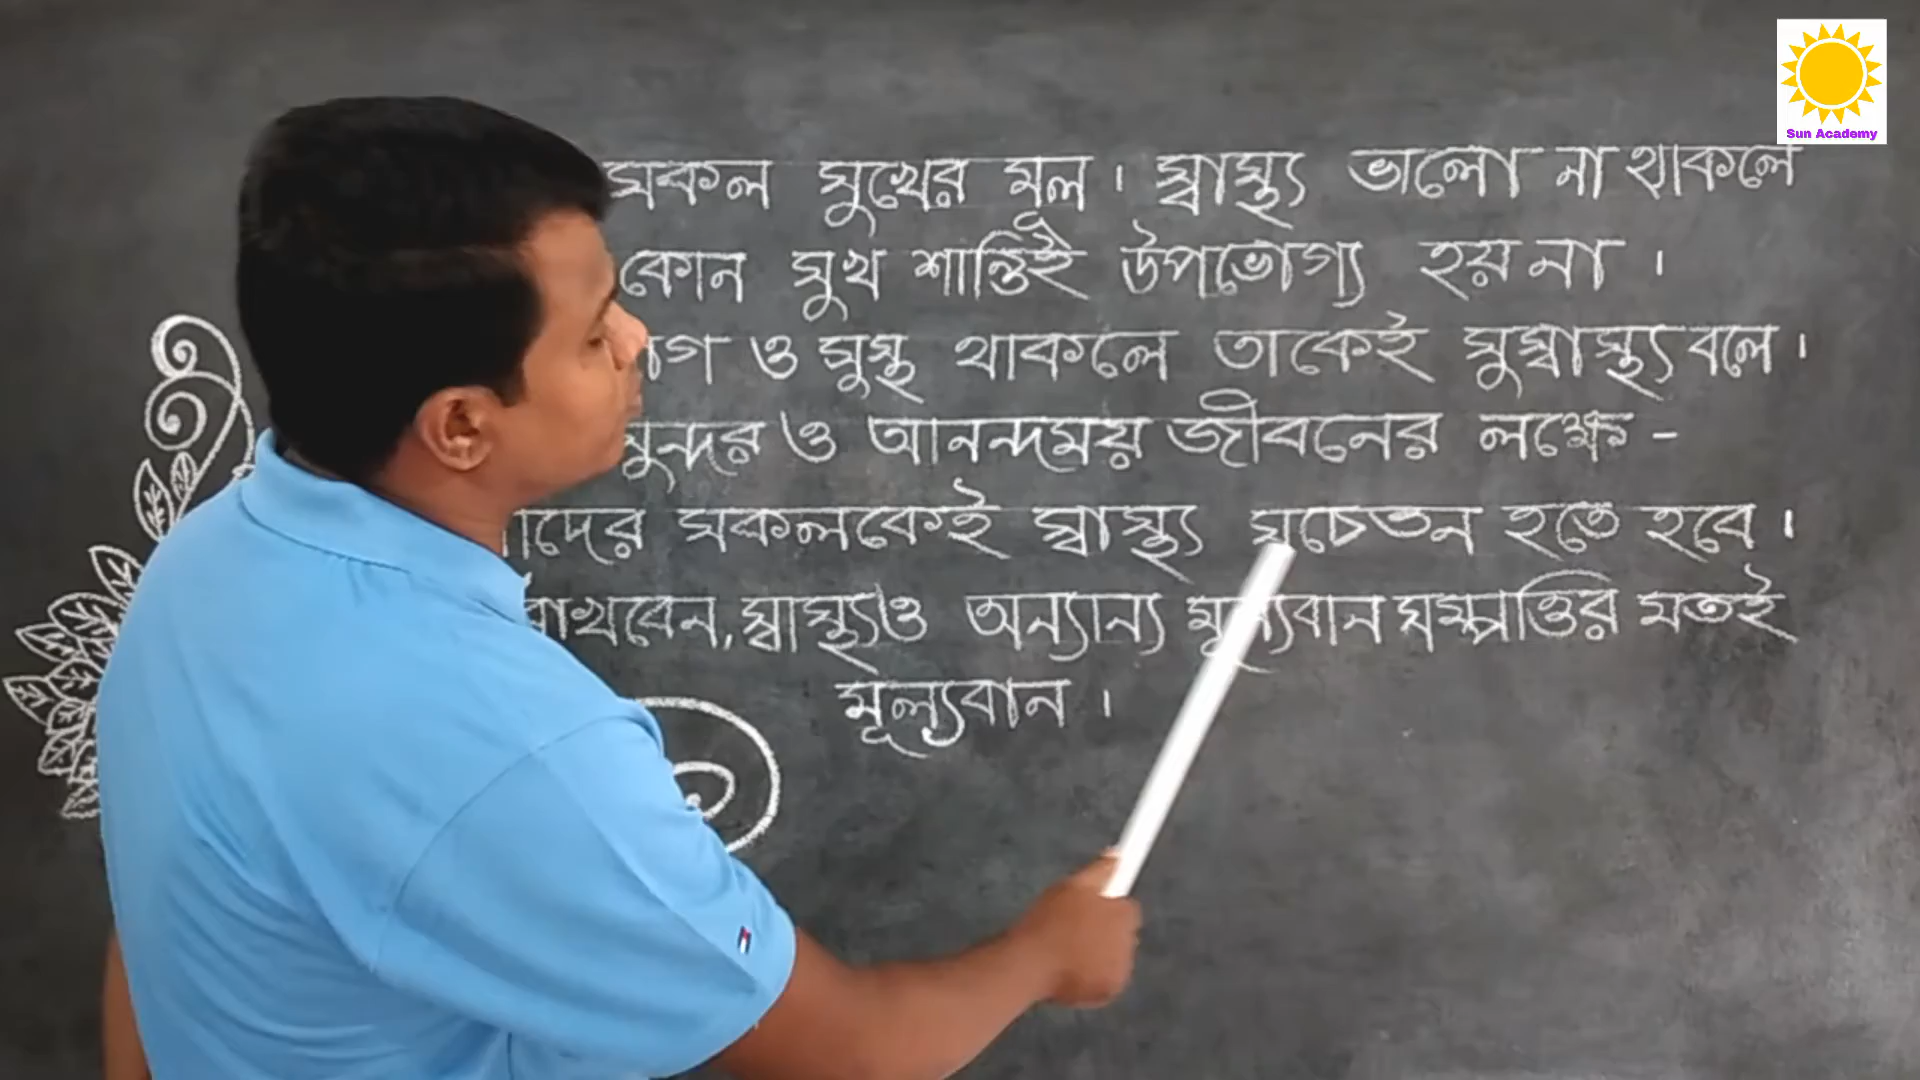 Sun Academy
সকল সুখের মূল। স্বাস্থ্য ভালো না থাকলে
কোন সুখ শান্তিই উপভোগ্য হয় না।
ও সুস্থ থাকলে তাকেই সুস্বাস্থ্য বলে।
সুন্দর ও আনন্দময় জীবনের লক্ষে -
সকলকেই স্বাস্থ্য সচেতন হতে হবে।
রাখবেন, স্বাস্থ্যও অন্যান্য মূল্যবান সম্পত্তির মতই
মূল্যবান।